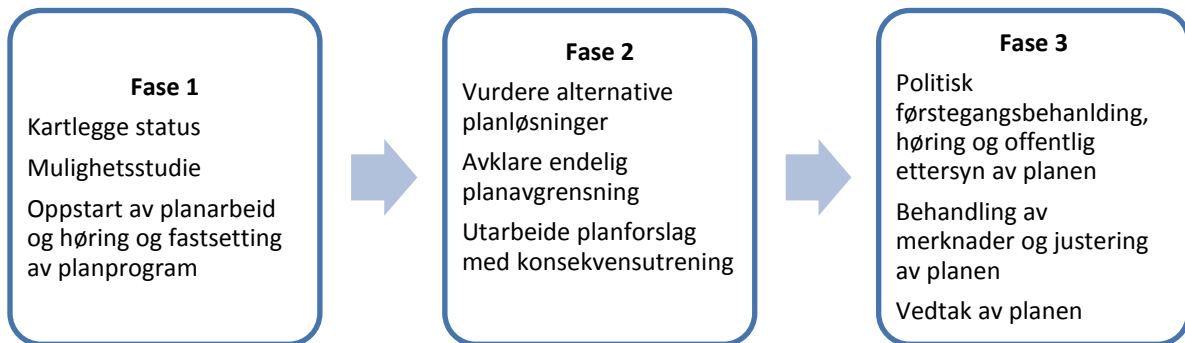 Fase 1
Kartlegge status
Mulighetsstudie
Oppstart av planarbeid
og høring og fastsetting
av planprogram
Fase 2
Vurdere alternative
planløsninger
Avklare endelig
planavgrensning
Utarbeide planforslag
med konsekvensutrening
Fase 3
Politisk
førstegangsbehanlding,
høring og offentlig
ettersyn av planen
Behandling av
merknader og justering
av planen
Vedtak av planen